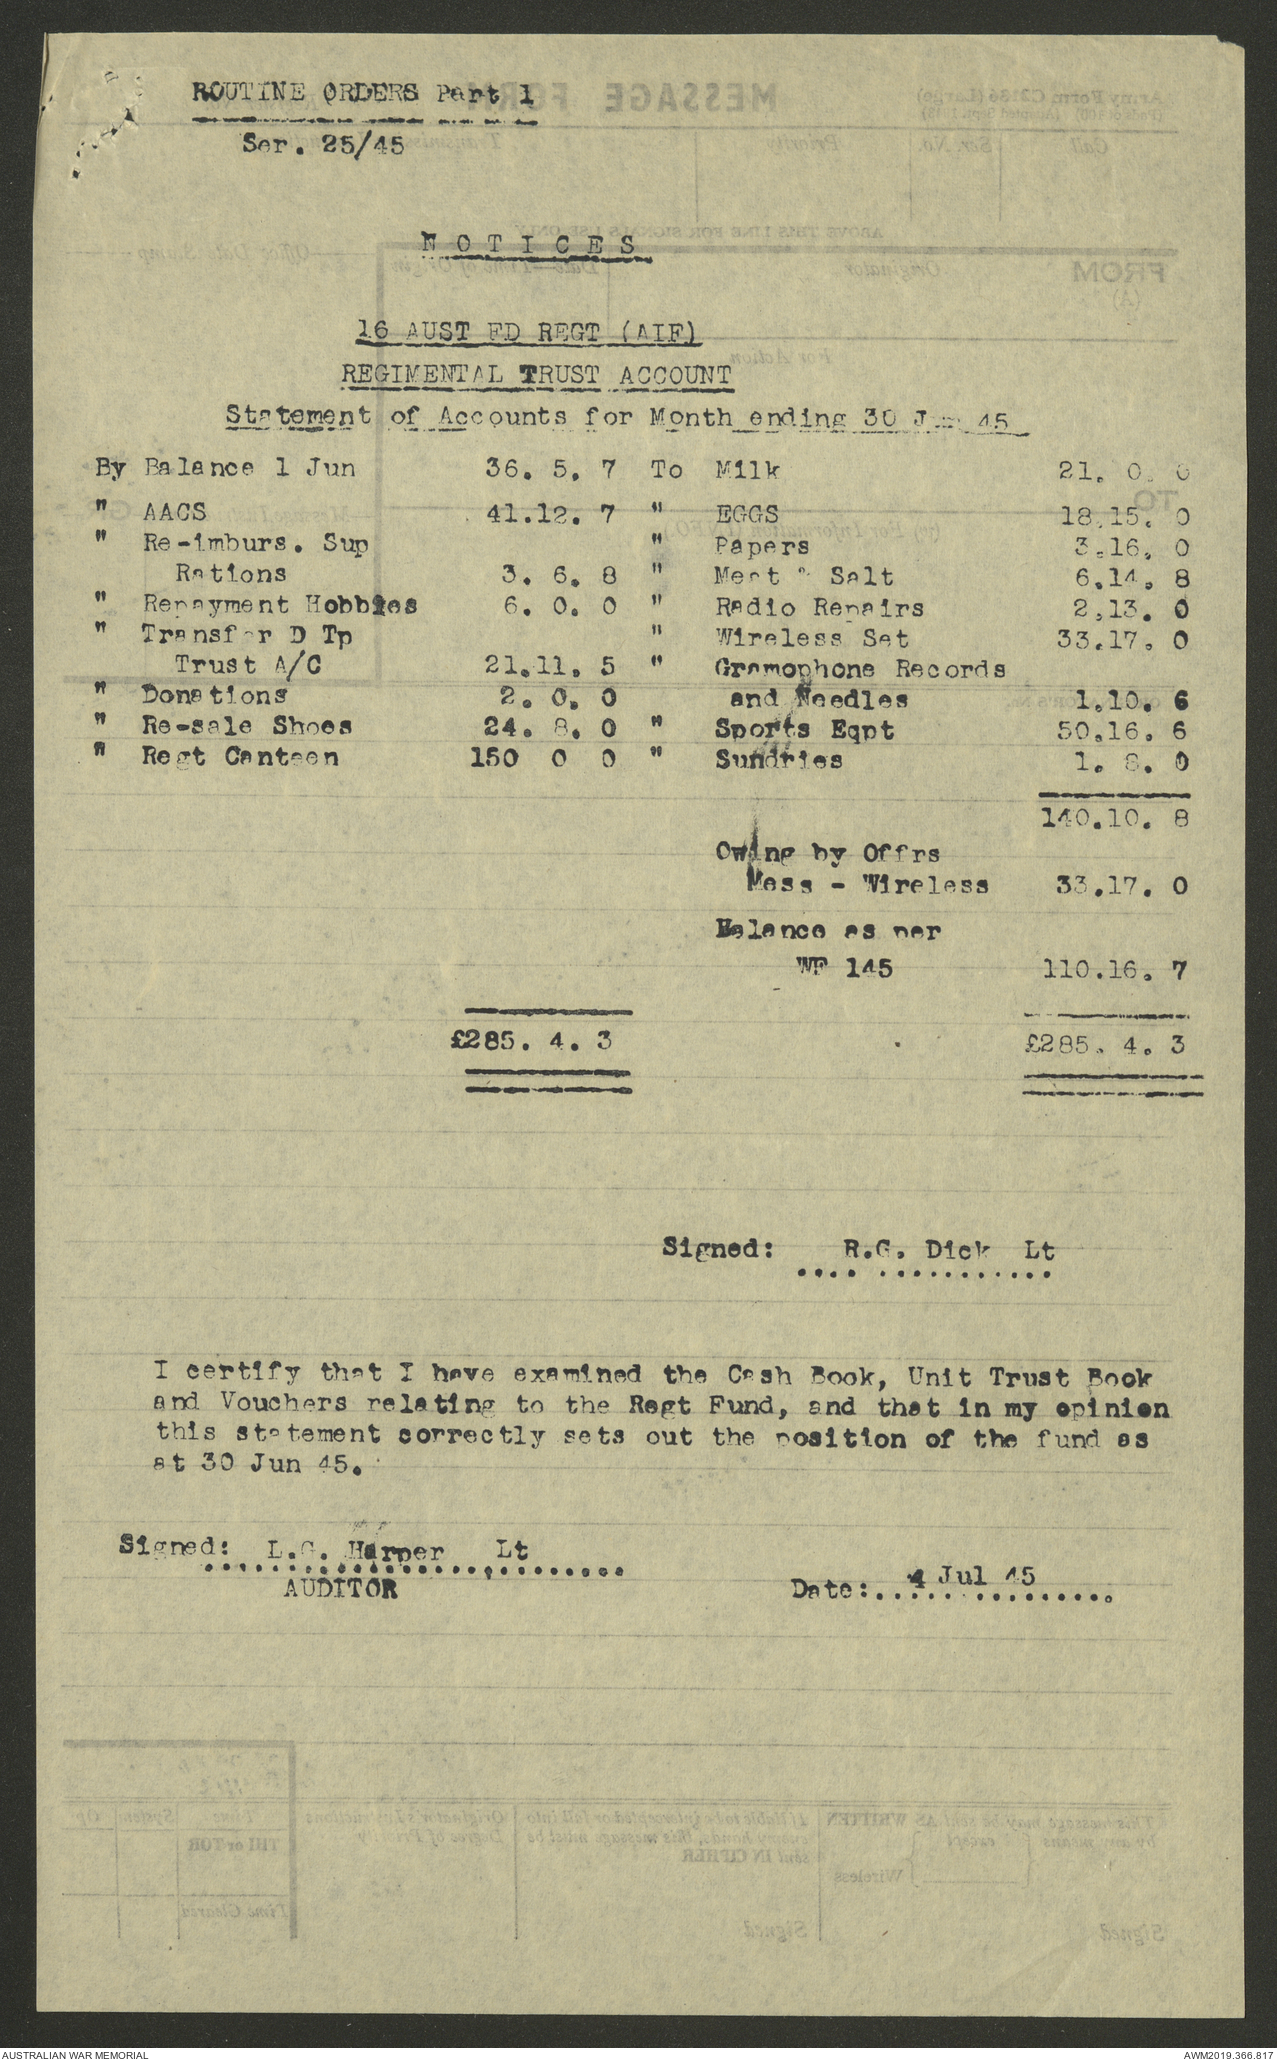 ROUTINE ORDERS Part 1
Ser. 25/45
NOTICES
16 AUST FD REGT (AIF)
REGIMENTAL TRUST ACCOUNT
Statement of Accounts for Month ending 30 Jun 45
By Balance 1 Jun 36. 5. 7 To Milk 21. 0. 0
" AACS 41.12. 7 " EGGS 18.15. 0
" Re-imburs. Sup " Papers 3.16. 0
Rations 3. 6. 8 " Meat & Salt 6.14. 8
" Repayment Hobbies 6. 0. 0 " Radio Repairs 2.13. 0
" Transfer D Tp " Wireless Set 33.17. 0
Trust A/C 21.11. 5 " Gramophone Records
" Donations 2. 0. 0 and Needles 1.10. 6
" Re-sale Shoes 24. 8. 0 " Sports Eqpt 50.16. 6
" Regt Canteen 150 0 0 " Sundries 1. 8. 0
140.10. 8
Owing by Offrs
Mess - Wireless 33.17. 0
Balance as per
WF 145 110.16. 7
£285. 4. 3 £285. 4. 3
Signed: R.G. Dick Lt
I certify that I have examined the Cash Book, Unit Trust Book
and Vouchers relating to the Regt Fund, and that in my opinion
this statement correctly sets out the position of the fund as
at 30 Jun 45.
Signed: L.G. Harper Lt
AUDITOR
Date: 4 Jul 45
AUSTRALIAN WAR MEMORIAL
AWM2019.366.817